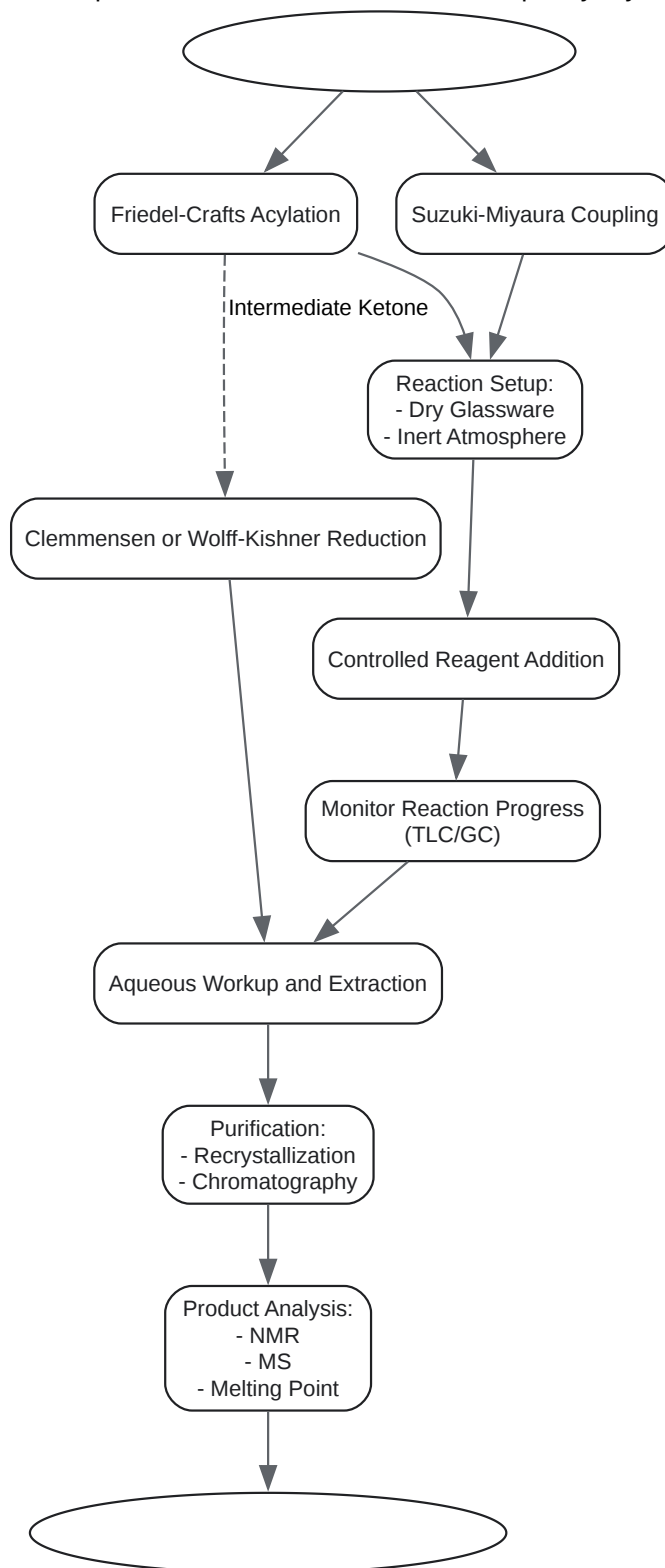 Friedel-Crafts Acylation
Suzuki-Miyaura Coupling
Intermediate Ketone
Reaction Setup:
- Dry Glassware
- Inert Atmosphere
Clemmensen or Wolff-Kishner Reduction
Controlled Reagent Addition
Monitor Reaction Progress
(TLC/GC)
Aqueous Workup and Extraction
Purification:
- Recrystallization
- Chromatography
Product Analysis:
- NMR
- MS
- Melting Point